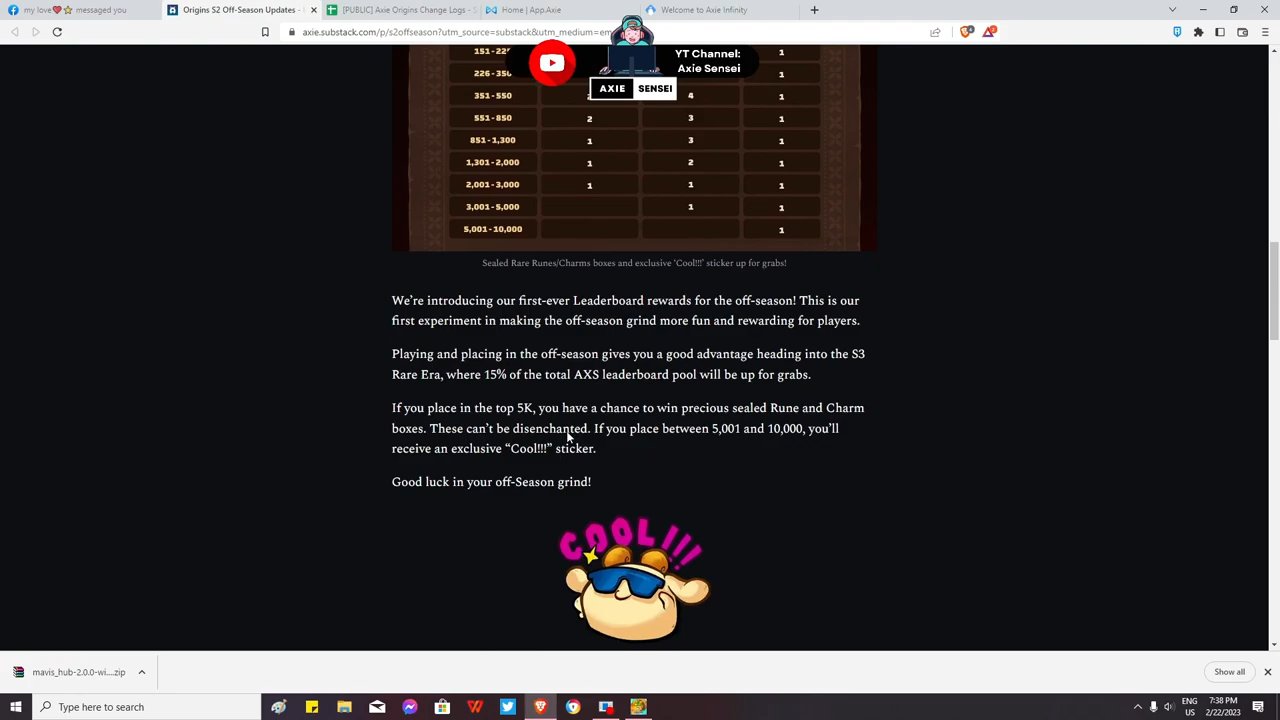 my love❤️⭐ messaged you
Origins S2 Off-Season Updates -
[PUBLIC] Axie Origins Change Logs - S
Home | App.Axie
Welcome to Axie Infinity
axie.substack.com/p/s2offseason?utm_source=substack&utm_medium=em
YT Channel:
Axie Sensei
AXIE SENSEI
1
226-350 1
351-550 2 4 1
551-850 2 3 1
851-1,300 1 3 1
1,301-2,000 1 2 1
2,001-3,000 1 1 1
3,001-5,000 1 1
5,001-10,000 1
Sealed Rare Runes/Charms boxes and exclusive 'Cool!!!' sticker up for grabs!
We're introducing our first-ever Leaderboard rewards for the off-season! This is our
first experiment in making the off-season grind more fun and rewarding for players.
Playing and placing in the off-season gives you a good advantage heading into the S3
Rare Era, where 15% of the total AXS leaderboard pool will be up for grabs.
If you place in the top 5K, you have a chance to win precious sealed Rune and Charm
boxes. These can't be disenchanted. If you place between 5,001 and 10,000, you'll
receive an exclusive “Cool!!!” sticker.
Good luck in your off-Season grind!
COOL!!!
mavis_hub-2.0.0-wi....zip
Show all
Type here to search
ENG
US
7:38 PM
2/22/2023